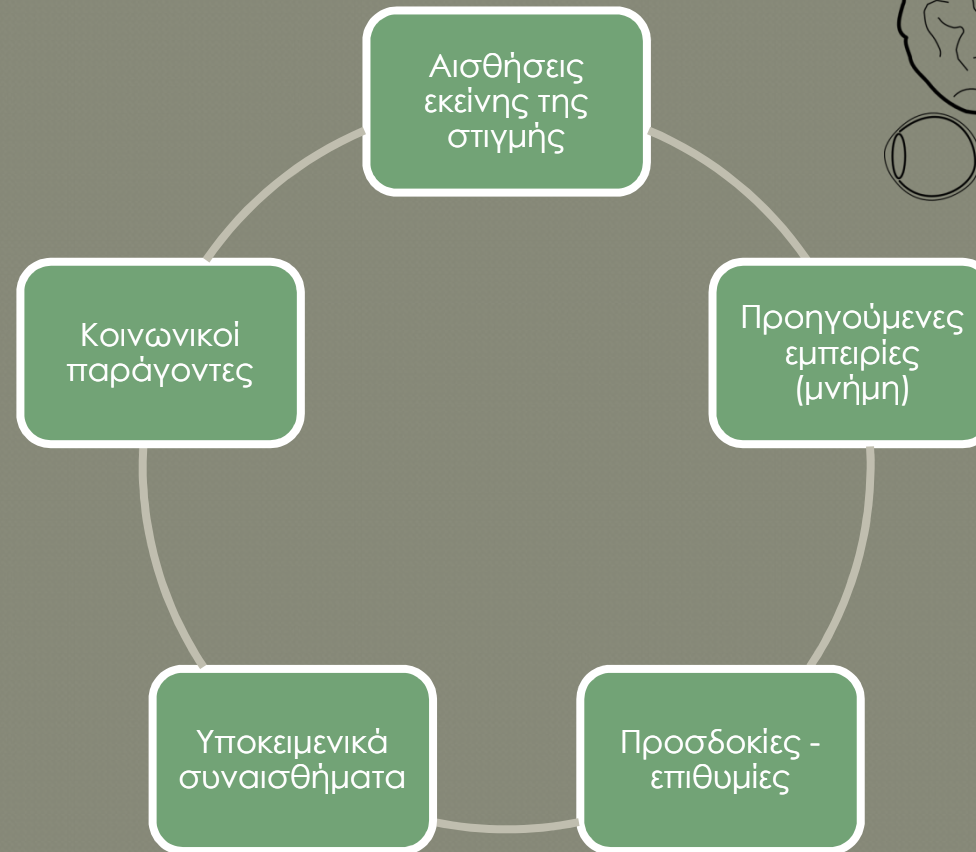 Αισθήσεις
εκείνης της
στιγμής
Προηγούμενες
εμπειρίες
(μνήμη)
Προσδοκίες -
επιθυμίες
Υποκειμενικά
συναισθήματα
Κοινωνικοί
παράγοντες